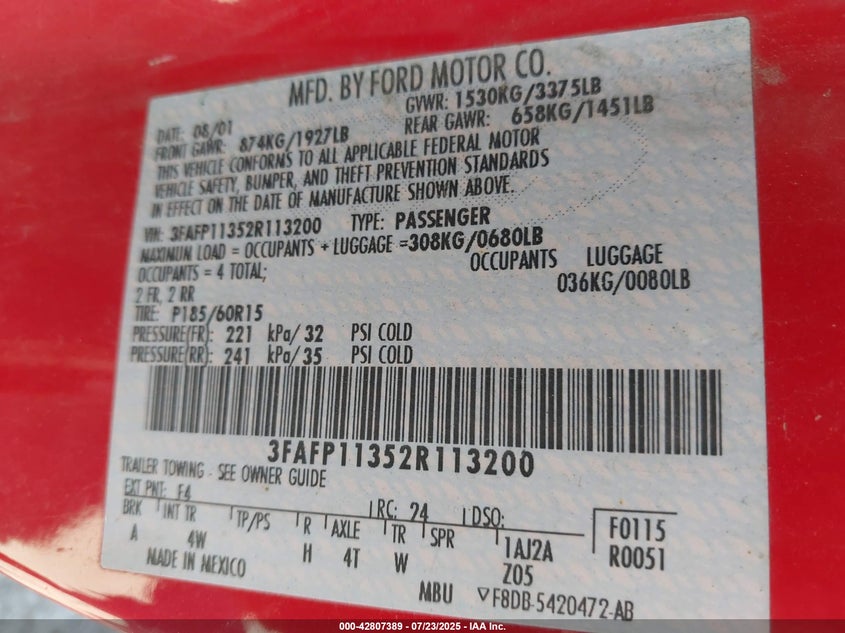 MFD. BY FORD MOTOR CO.
DATE: 08/01 GVWR: 1530KG/3375LB
FRONT GAWR: 874KG/1927LB REAR GAWR: 658KG/1451LB
THIS VEHICLE CONFORMS TO ALL APPLICABLE FEDERAL MOTOR
VEHICLE SAFETY, BUMPER, AND THEFT PREVENTION STANDARDS
IN EFFECT ON THE DATE OF MANUFACTURE SHOWN ABOVE.
VIN: 3FAFP11352R113200 TYPE: PASSENGER
MAXIMUN LOAD = OCCUPANTS + LUGGAGE =308KG/0680LB
OCCUPANTS = 4 TOTAL; OCCUPANTS LUGGAGE
2 FR, 2 RR 036KG/0080LB
TIRE: P185/60R15
PRESSURE(FR): 221 kPa/ 32 PSI COLD
PRESSURE(RR): 241 kPa/ 35 PSI COLD
3FAFP11352R113200
TRAILER TOWING - SEE OWNER GUIDE
EXT PNT: F4 RC: 24 DSO: F0115
BRK INT TR TP/PS R AXLE TR SPR 1AJ2A R0051
A 4W H 4T W Z05
MADE IN MEXICO MBU F8DB-5420472-AB
000-42807389 - 07/23/2025 - IAA, Inc.